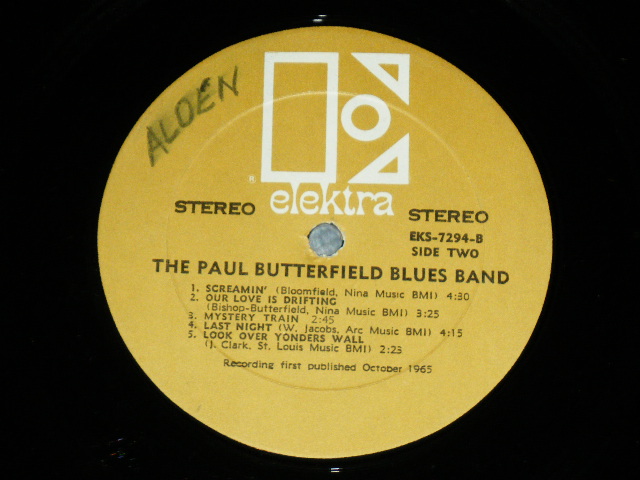 ALDEN
®
elektra
STEREO
STEREO
EKS-7294-B
SIDE TWO
THE PAUL BUTTERFIELD BLUES BAND
1. SCREAMIN' (Bloomfield, Nina Music BMI) 4:30
2. OUR LOVE IS DRIFTING
(Bishop-Butterfield, Nina Music BMI) 3:25
3. MYSTERY TRAIN 2:45
4. LAST NIGHT (W. Jacobs, Arc Music BMI) 4:15
5. LOOK OVER YONDERS WALL
(J. Clark, St. Louis Music BMI) 2:23
Recording first published October 1965